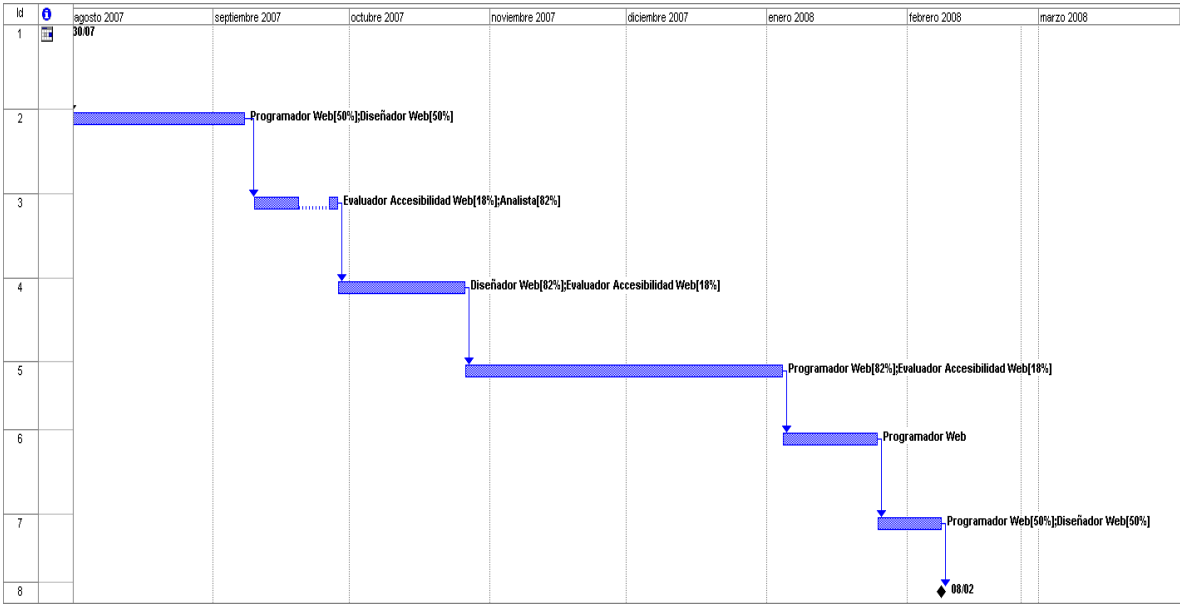 Id agosto 2007 septiembre 2007 octubre 2007 noviembre 2007 diciembre 2007 enero 2008 febrero 2008 marzo 2008
1 30/07
2 Programador Web[50%];Diseñador Web[50%]
3 Evaluador Accesibilidad Web[18%];Analista[82%]
4 Diseñador Web[82%];Evaluador Accesibilidad Web[18%]
5 Programador Web[82%];Evaluador Accesibilidad Web[18%]
6 Programador Web
7 Programador Web[50%];Diseñador Web[50%]
8 08/02